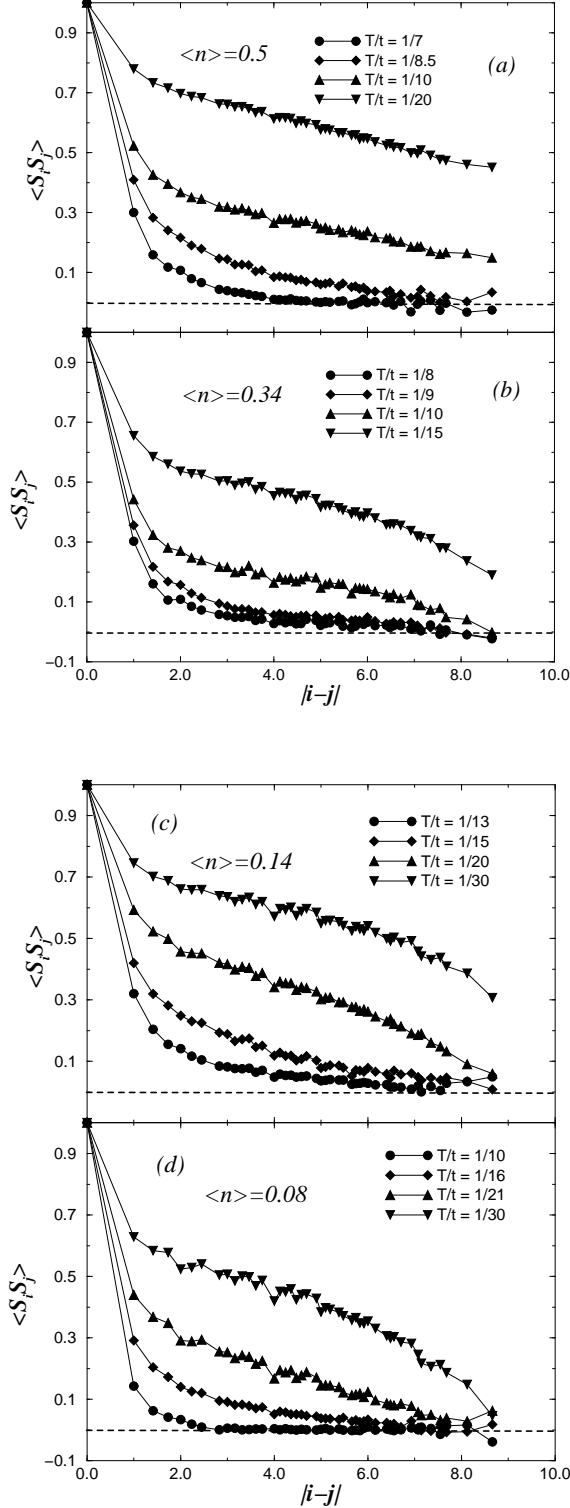 0.9
0.7
0.5
0.3
0.1
<S_iS_j>
<n>=0.5
T/t = 1/7
T/t = 1/8.5
T/t = 1/10
T/t = 1/20
(a)
0.9
0.7
0.5
0.3
0.1
−0.1
<S_iS_j>
<n>=0.34
T/t = 1/8
T/t = 1/9
T/t = 1/10
T/t = 1/15
(b)
0.0 2.0 4.0 6.0 8.0 10.0
|i−j|
0.9
0.7
0.5
0.3
0.1
<S_iS_j>
(c)
<n>=0.14
T/t = 1/13
T/t = 1/15
T/t = 1/20
T/t = 1/30
0.9
0.7
0.5
0.3
0.1
−0.1
<S_iS_j>
(d)
<n>=0.08
T/t = 1/10
T/t = 1/16
T/t = 1/21
T/t = 1/30
0.0 2.0 4.0 6.0 8.0 10.0
|i−j|